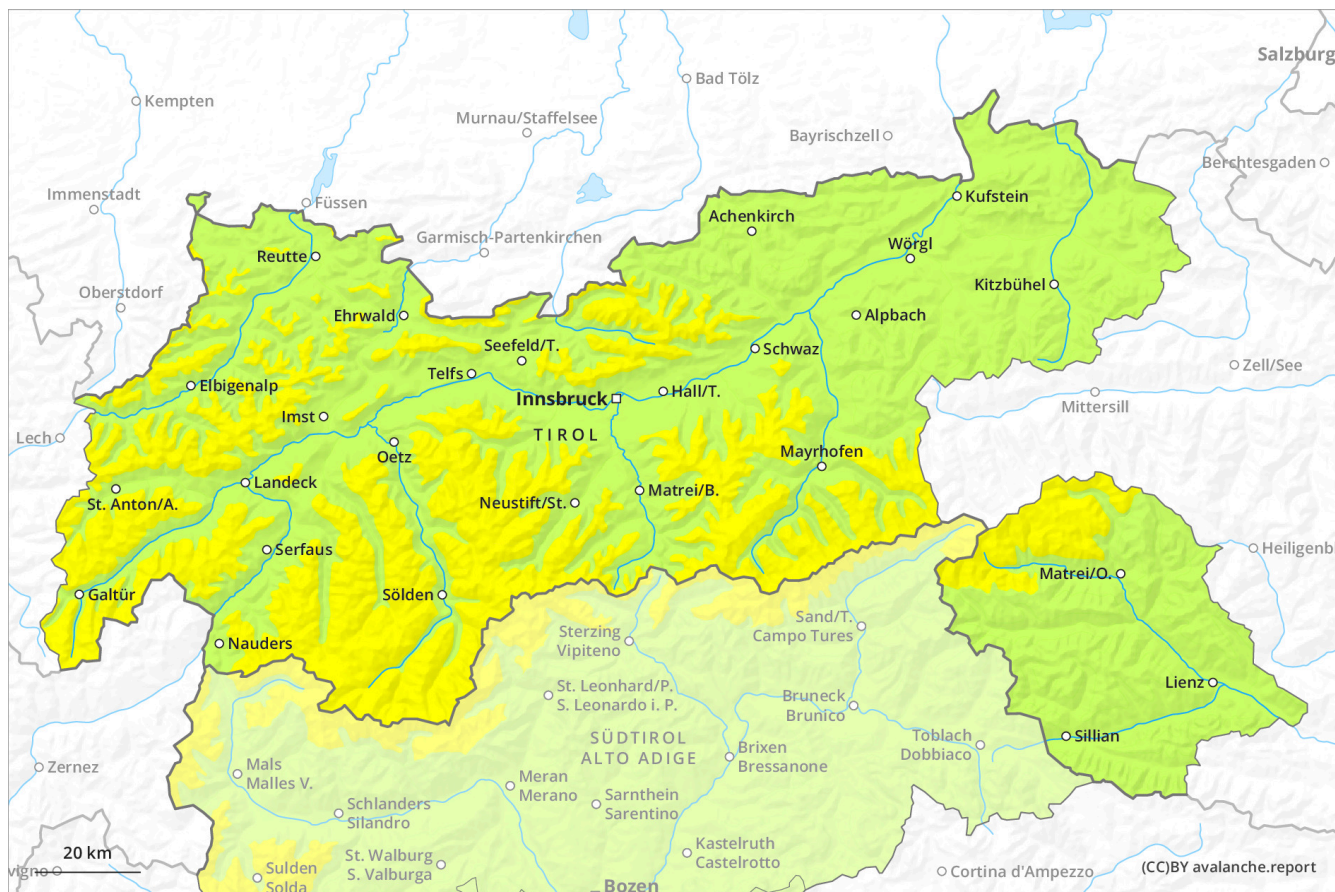 Salzburg
Bad Tölz
Kempten
Murnau/Staffelsee
Bayrischzell
Berchtesgaden
Immenstadt
Füssen
Kufstein
Achenkirch
Garmisch-Partenkirchen
Wörgl
Reutte
Kitzbühel
Oberstdorf
Ehrwald
Alpbach
Seefeld/T.
Schwaz
Zell/See
Telfs
Elbigenalp
Hall/T.
Innsbruck
Mittersill
Imst
Lech
TIROL
Oetz
Mayrhofen
Landeck
Matrei/B.
St. Anton/A.
Neustift/St.
Serfaus
Heiligenb
Matrei/O.
Galtür
Sölden
Sand/T.
Campo Tures
Sterzing
Vipiteno
Nauders
Lienz
St. Leonhard/P.
S. Leonardo i. P.
Bruneck
Brunico
SÜDTIROL
ALTO ADIGE
Toblach
Dobbiaco
Sillian
Brixen
Bressanone
Zernez
Mals
Malles V.
Meran
Merano
Sarnthein
Sarentino
Schlanders
Silandro
Kastelruth
Castelrotto
20 km
St. Walburg
S. Valburga
vigno
Sulden
Solda
Cortina d'Ampezzo
(CC)BY avalanche.report
Bozen